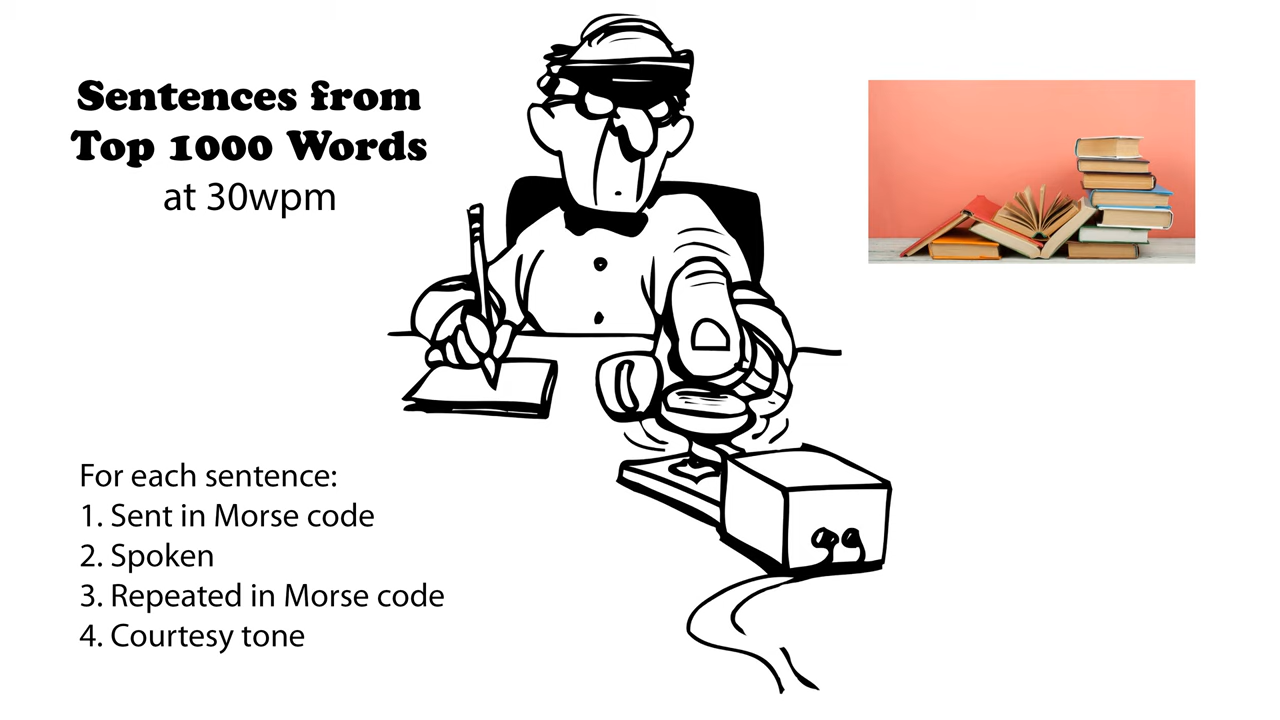 Sentences from
Top 1000 Words
at 30wpm
For each sentence:
1. Sent in Morse code
2. Spoken
3. Repeated in Morse code
4. Courtesy tone